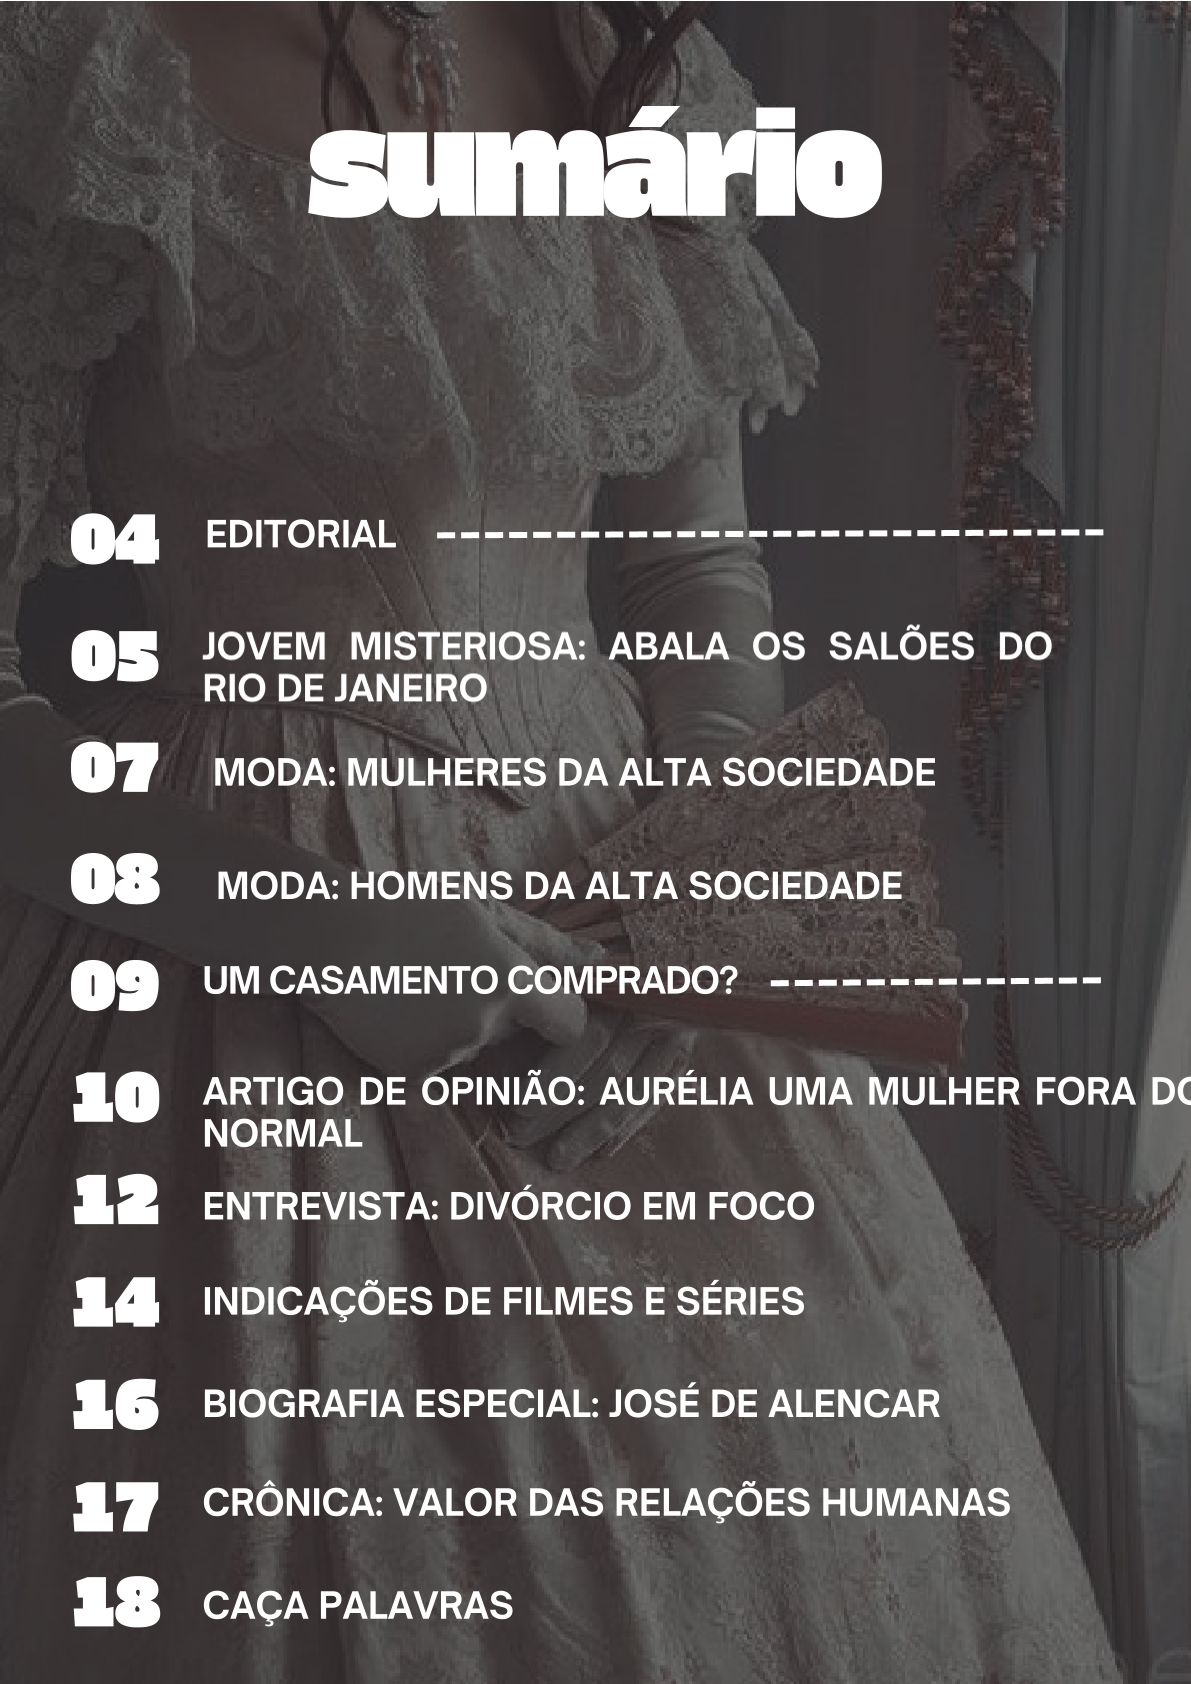 sumário
04 EDITORIAL
05 JOVEM MISTERIOSA: ABALA OS SALÕES DO
RIO DE JANEIRO
07 MODA: MULHERES DA ALTA SOCIEDADE
08 MODA: HOMENS DA ALTA SOCIEDADE
09 UM CASAMENTO COMPRADO?
10 ARTIGO DE OPINIÃO: AURÉLIA UMA MULHER FORA DO
NORMAL
12 ENTREVISTA: DIVÓRCIO EM FOCO
14 INDICAÇÕES DE FILMES E SÉRIES
16 BIOGRAFIA ESPECIAL: JOSÉ DE ALENCAR
17 CRÔNICA: VALOR DAS RELAÇÕES HUMANAS
18 CAÇA PALAVRAS